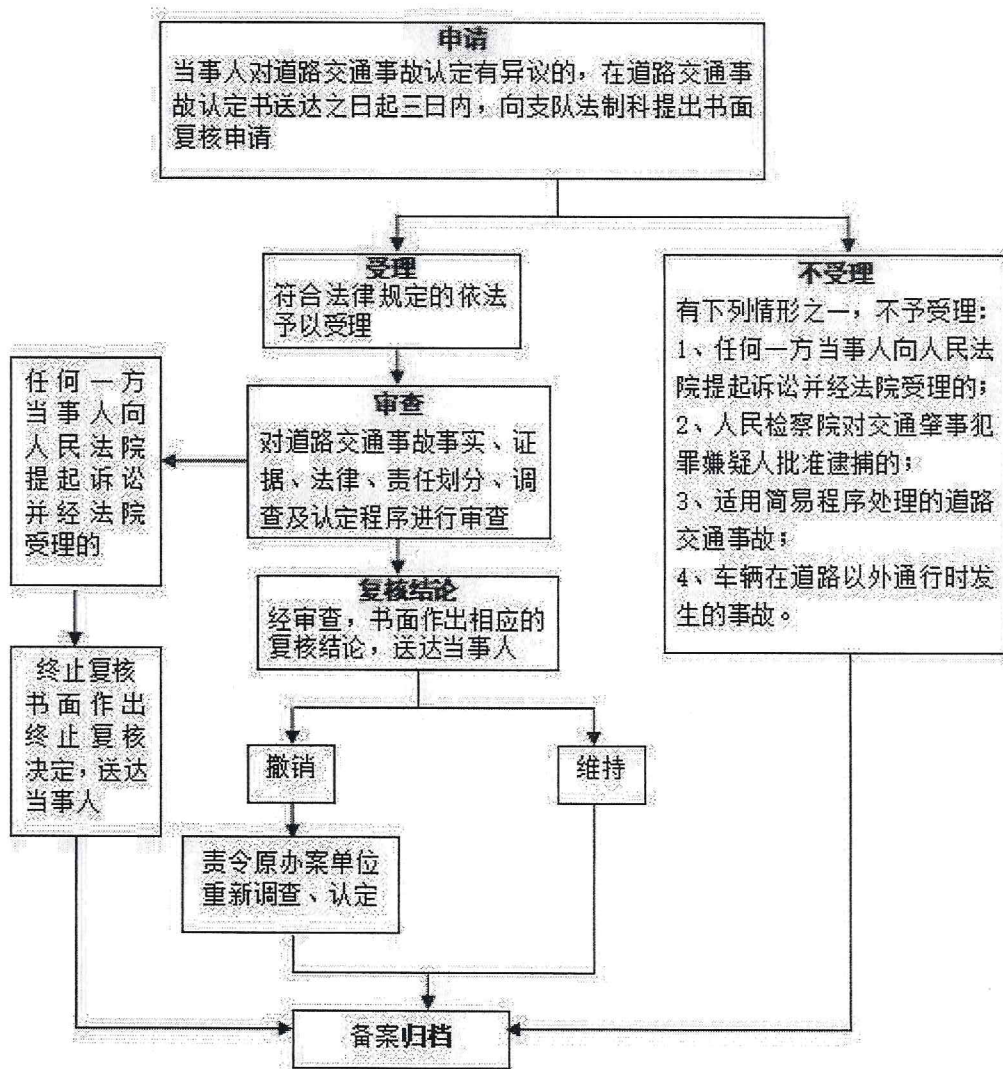 申请
当事人对道路交通事故认定有异议的，在道路交通事
故认定书送达之日起三日内，向支队法制科提出书面
复核申请
受理
符合法律规定的依法
予以受理
不受理
有下列情形之一，不予受理：
1、任何一方当事人向人民法
院提起诉讼并经法院受理的；
2、人民检察院对交通肇事犯
罪嫌疑人批准逮捕的；
3、适用简易程序处理的道路
交通事故；
4、车辆在道路以外通行时发
生的事故。
任何一方
当事人向
人民法院
提起诉讼
并经法院
受理的
审查
对道路交通事故事实、证
据、法律、责任划分、调
查及认定程序进行审查
复核结论
经审查，书面作出相应的
复核结论，送达当事人
终止复核
书面作出
终止复核
决定，送达
当事人
撤销
维持
责令原办案单位
重新调查、认定
备案归档